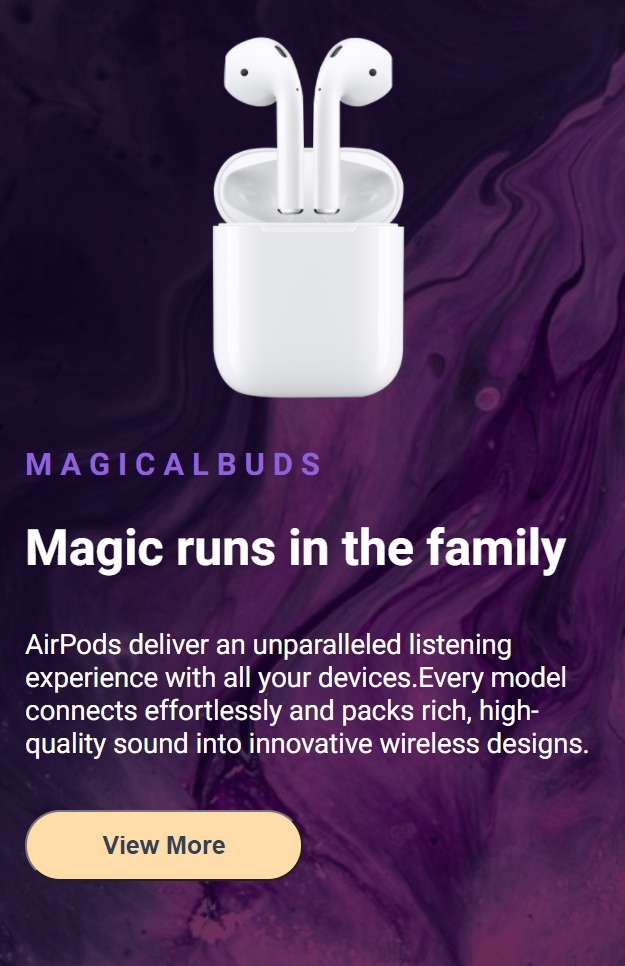 MAGICALBUDS
Magic runs in the family
AirPods deliver an unparalleled listening
experience with all your devices.Every model
connects effortlessly and packs rich, high-
quality sound into innovative wireless designs.
View More